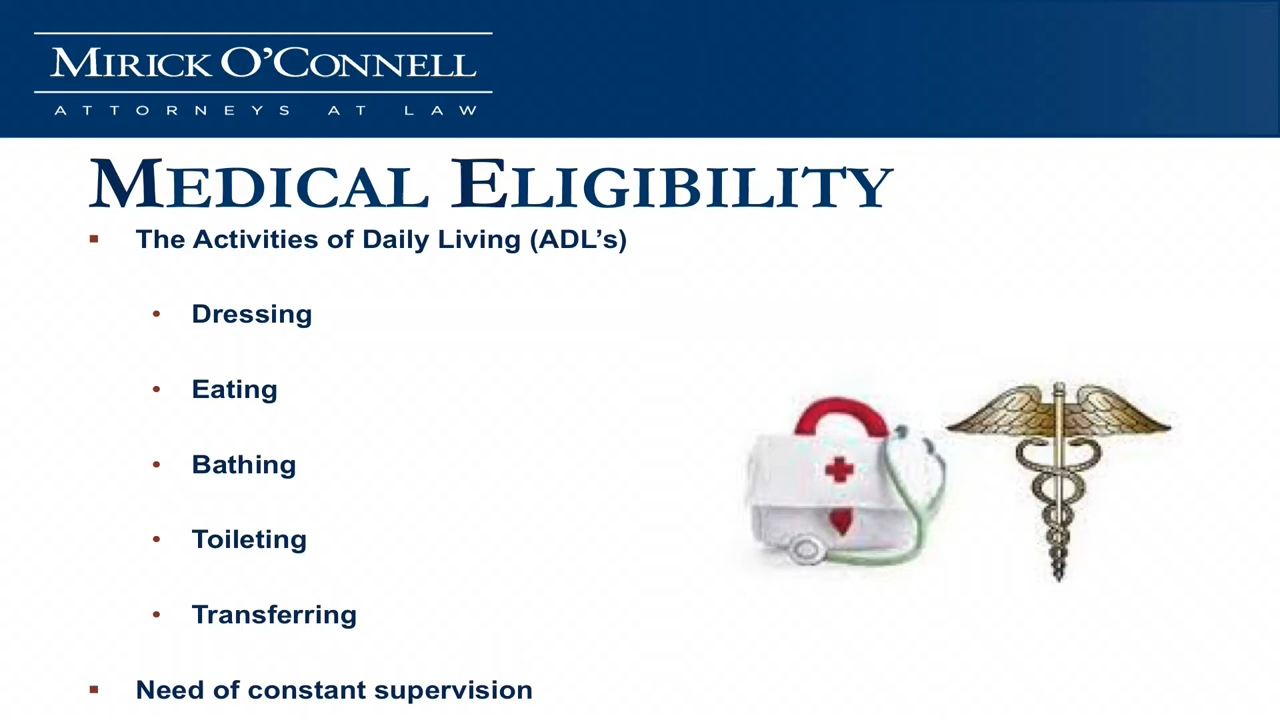 MIRICK O'CONNELL
ATTORNEYS AT LAW
MEDICAL ELIGIBILITY
The Activities of Daily Living (ADL's)
Dressing
Eating
Bathing
Toileting
Transferring
Need of constant supervision